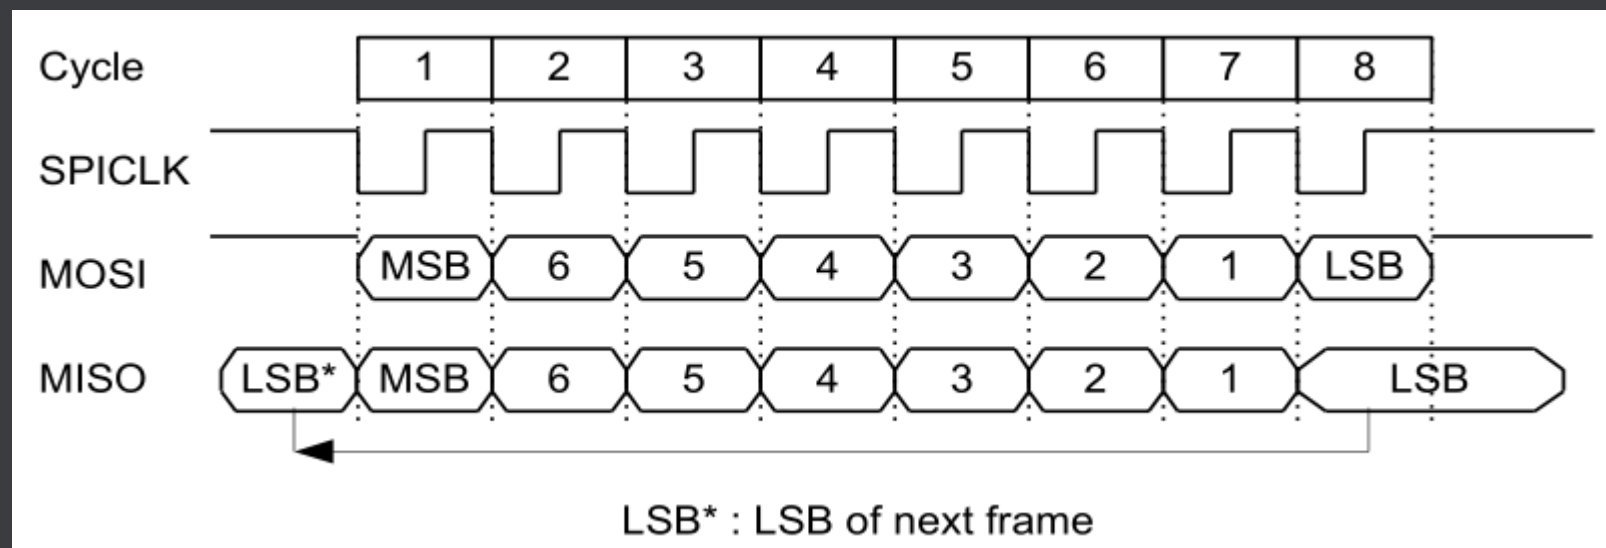 Cycle 1 2 3 4 5 6 7 8
SPICLK
MOSI MSB 6 5 4 3 2 1 LSB
MISO LSB* MSB 6 5 4 3 2 1 LSB
LSB* : LSB of next frame